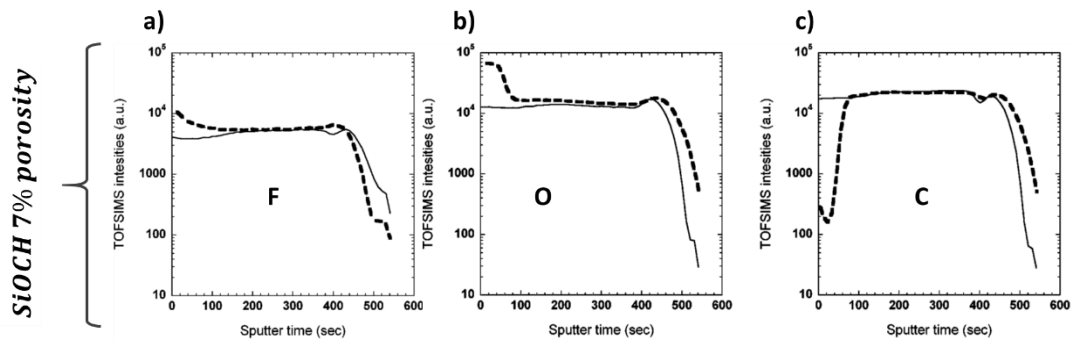 SiOCH 7% porosity
a)
TOFSIMS intesities (a.u.)
10⁵
10⁴
1000
100
10
F
0 100 200 300 400 500 600
Sputter time (sec)
b)
TOFSIMS intesities (a.u.)
10⁵
10⁴
1000
100
10
O
0 100 200 300 400 500 600
Sputter time (sec)
c)
TOFSIMS intesities (a.u.)
10⁵
10⁴
1000
100
10
C
0 100 200 300 400 500 600
Sputter time (sec)